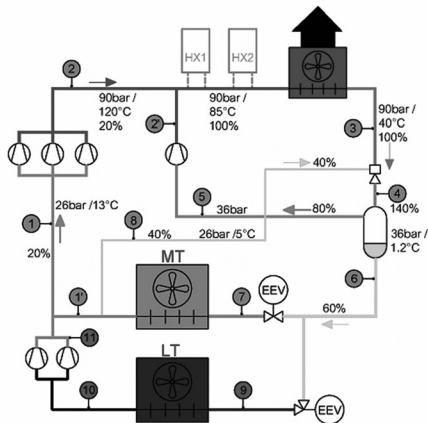 HX1
HX2
2
90bar /
120°C
20%
2'
90bar /
85°C
100%
90bar /
40°C
100%
3
40%
4
140%
1
26bar /13°C
8
5
36bar
80%
20%
40%
26bar /5°C
36bar /
1.2°C
6
MT
1'
7
EEV
60%
11
LT
10
9
EEV